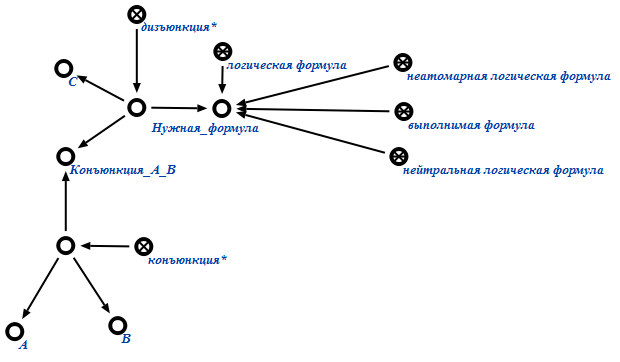 дизъюнкция*
логическая формула
C
неатомарная логическая формула
Нужная_формула
выполнимая формула
Конъюнкция_A_B
нейтральная логическая формула
конъюнкция*
A
B